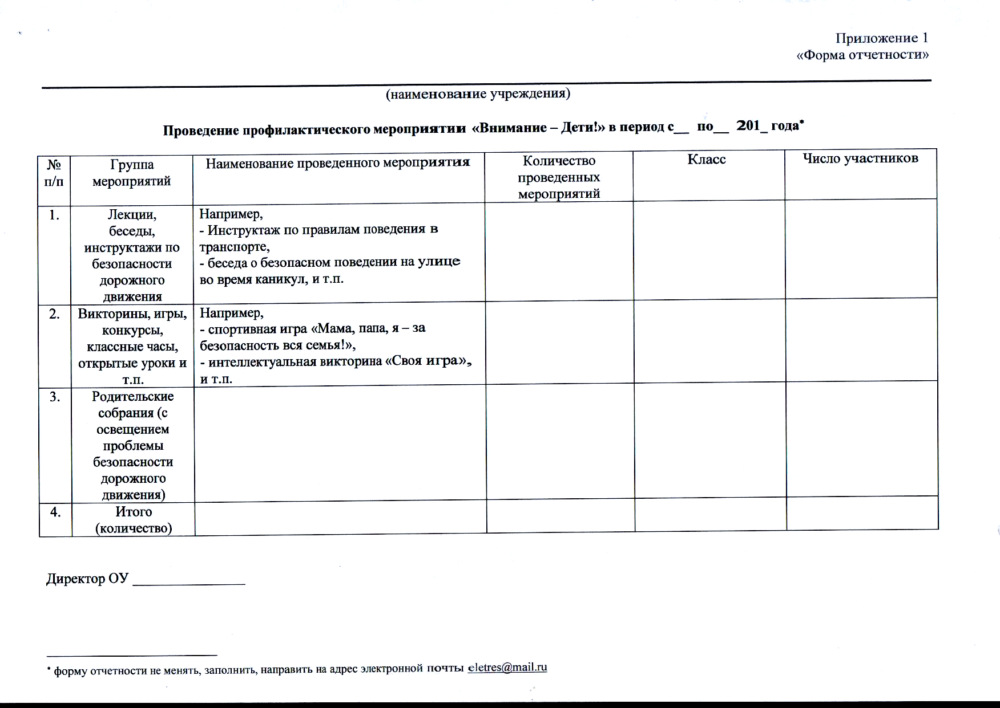 Приложение 1
«Форма отчетности»
(наименование учреждения)
Проведение профилактического мероприятии «Внимание – Дети!» в период с__ по__ 201_ года*
№
п/п
Группа
мероприятий
Наименование проведенного мероприятия
Количество
проведенных
мероприятий
Класс
Число участников
1.
Лекции,
беседы,
инструктажи по
безопасности
дорожного
движения
Например,
- Инструктаж по правилам поведения в
транспорте,
- беседа о безопасном поведении на улице
во время каникул, и т.п.
2.
Викторины, игры,
конкурсы,
классные часы,
открытые уроки и
т.п.
Например,
- спортивная игра «Мама, папа, я – за
безопасность вся семья!»,
- интеллектуальная викторина «Своя игра»,
и т.п.
3.
Родительские
собрания (с
освещением
проблемы
безопасности
дорожного
движения)
4.
Итого
(количество)
Директор ОУ ________________
* форму отчетности не менять, заполнить, направить на адрес электронной почты eletres@mail.ru